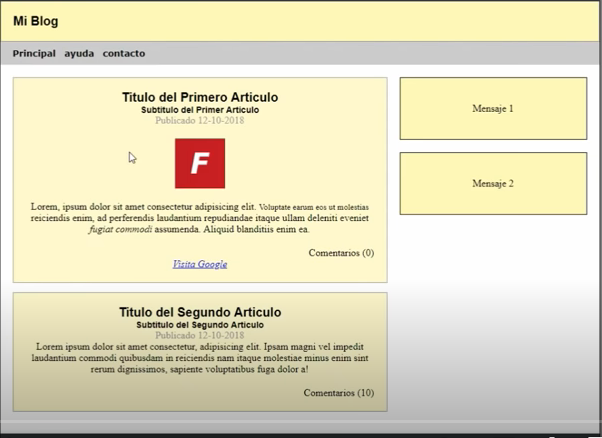 Mi Blog
Principal ayuda contacto
Titulo del Primero Articulo
Subtitulo del Primer Articulo
Publicado 12-10-2018
F
Lorem, ipsum dolor sit amet consectetur adipisicing elit. Voluptate earum eos ut molestias
reiciendis enim, ad perferendis laudantium repudiandae itaque ullam deleniti eveniet
fugiat commodi assumenda. Aliquid blanditiis enim ea.
Comentarios (0)
Visita Google
Titulo del Segundo Articulo
Subtitulo del Segundo Articulo
Publicado 12-10-2018
Lorem ipsum dolor sit amet consectetur, adipisicing elit. Ipsam magni vel impedit
laudantium commodi quibusdam in reiciendis nam itaque molestiae minus enim sint
rerum dignissimos, sapiente voluptatibus fuga dolor a!
Comentarios (10)
Mensaje 1
Mensaje 2